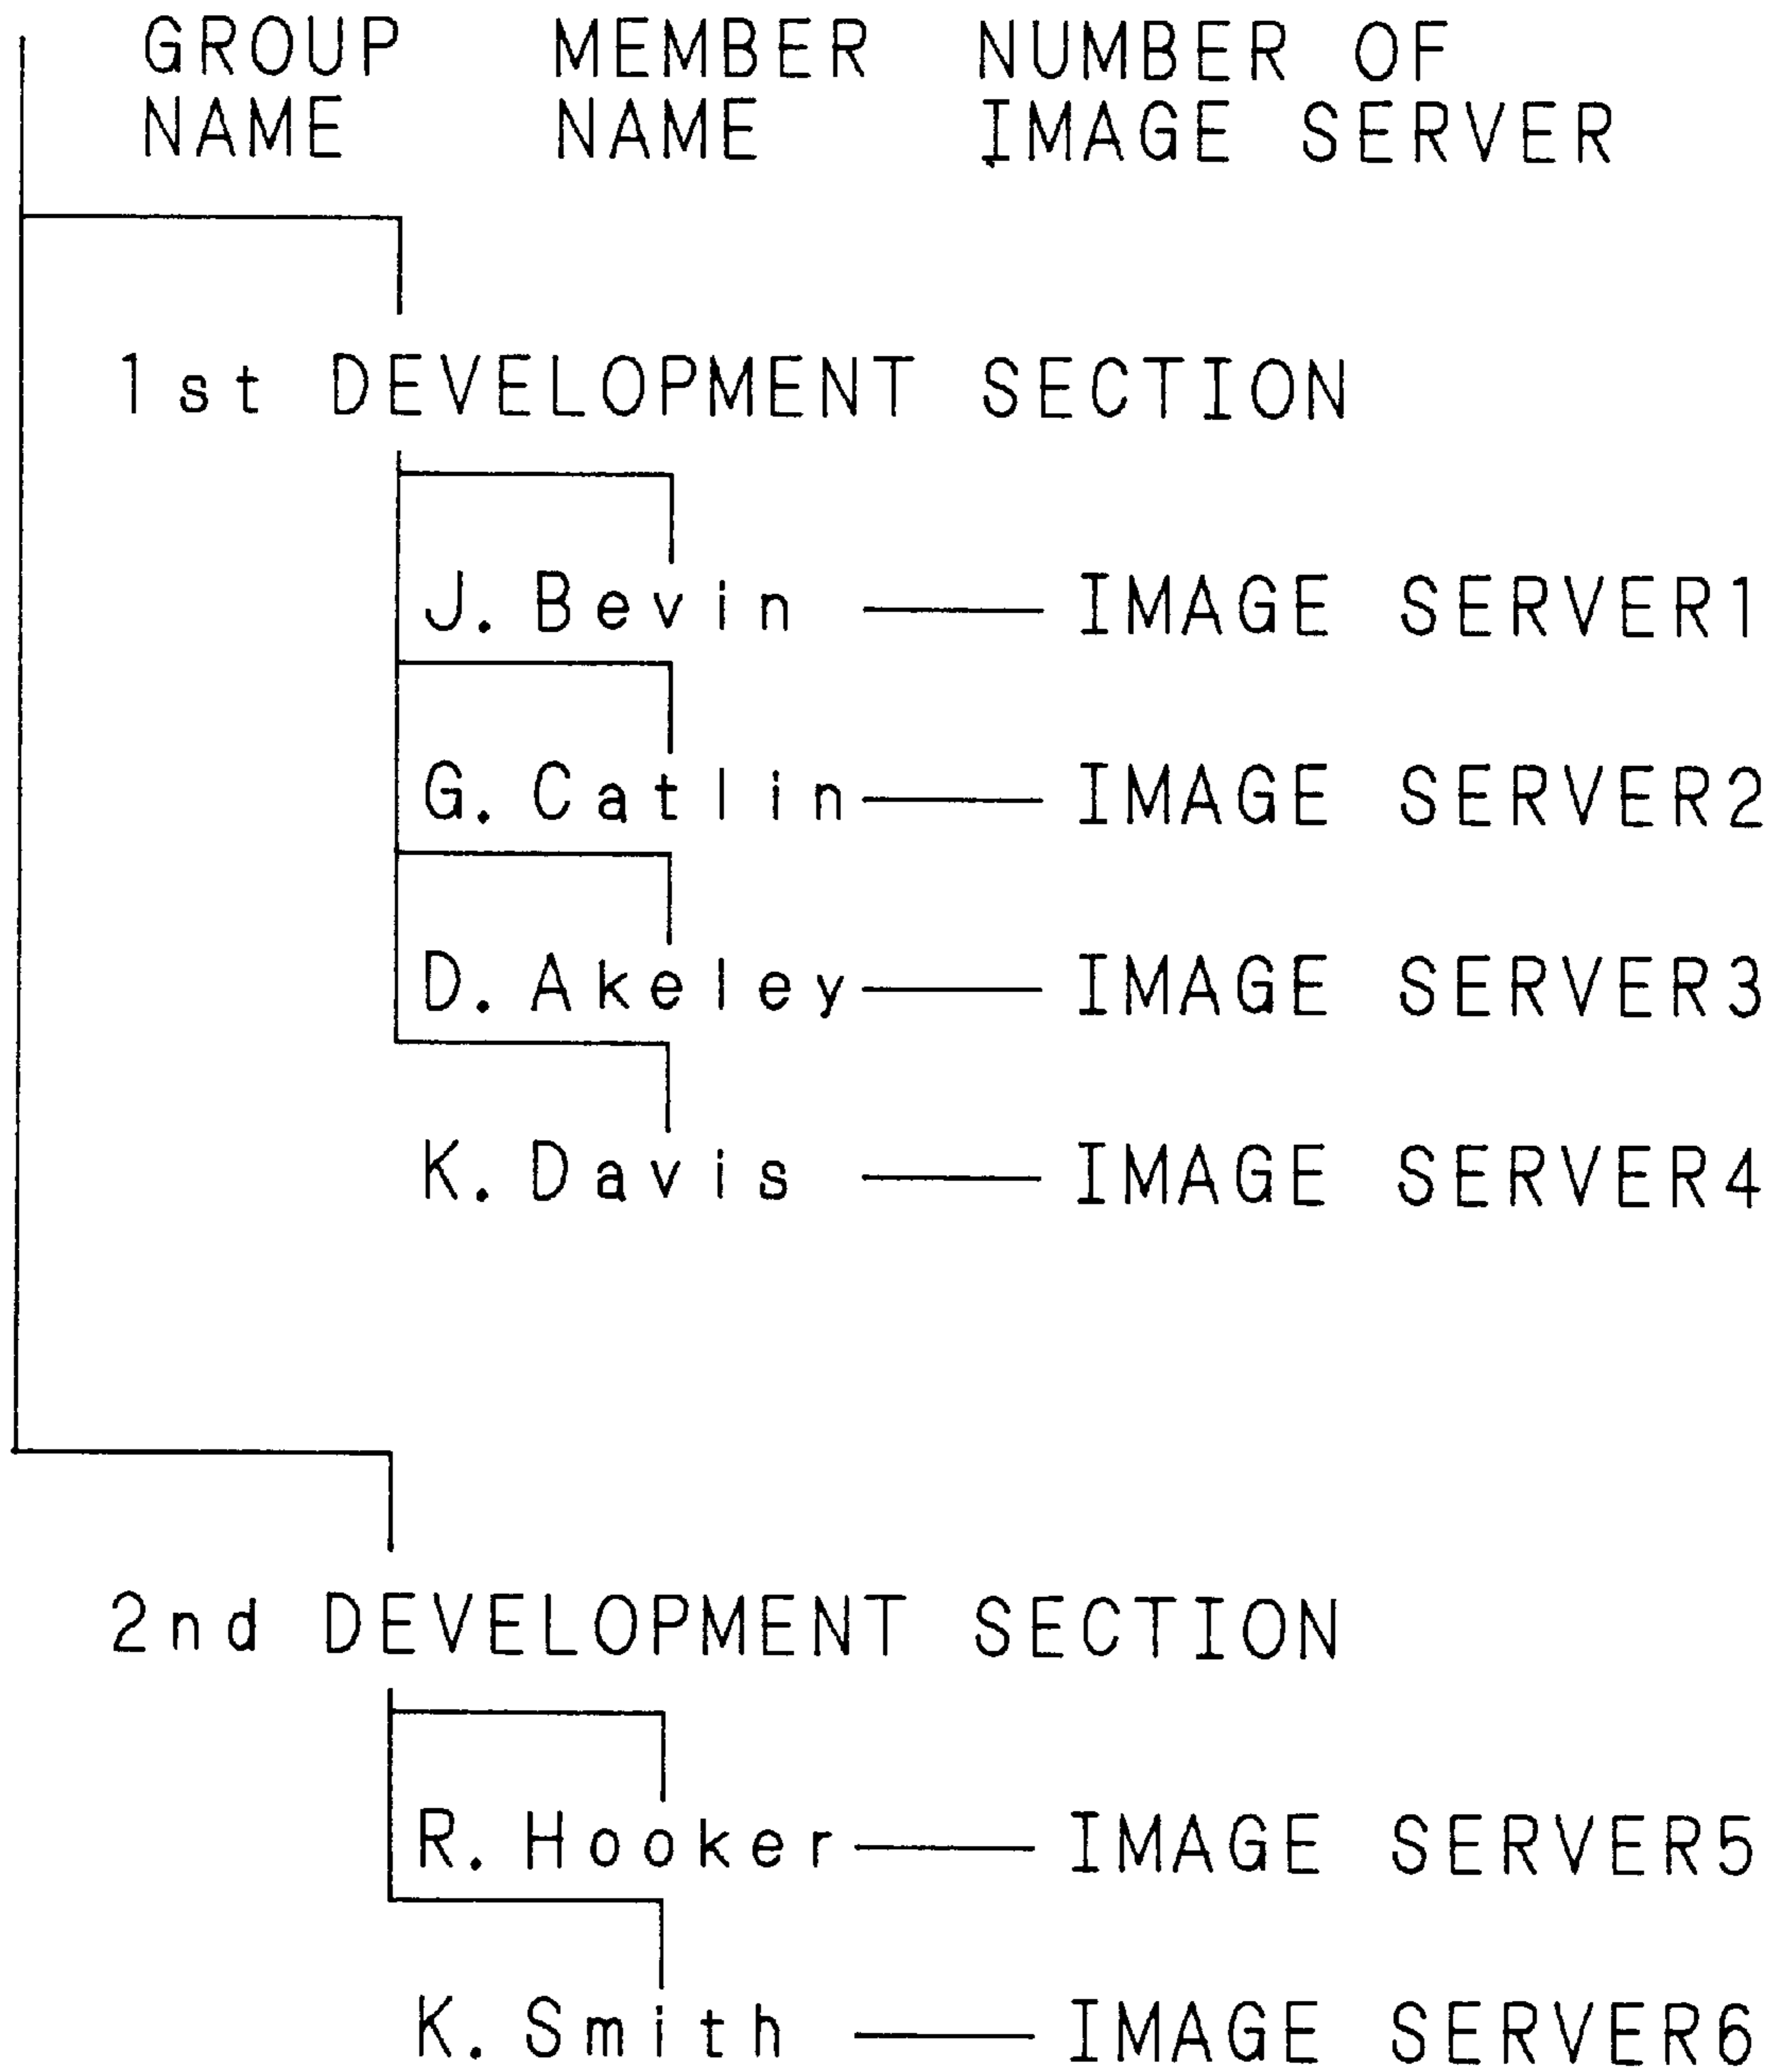 GROUP MEMBER NUMBER OF
NAME NAME IMAGE SERVER
1st DEVELOPMENT SECTION
J. Bevin IMAGE SERVER1
G. Catlin IMAGE SERVER2
D. Akeley IMAGE SERVER3
K. Davis IMAGE SERVER4
2nd DEVELOPMENT SECTION
R. Hooker IMAGE SERVER5
K. Smith IMAGE SERVER6